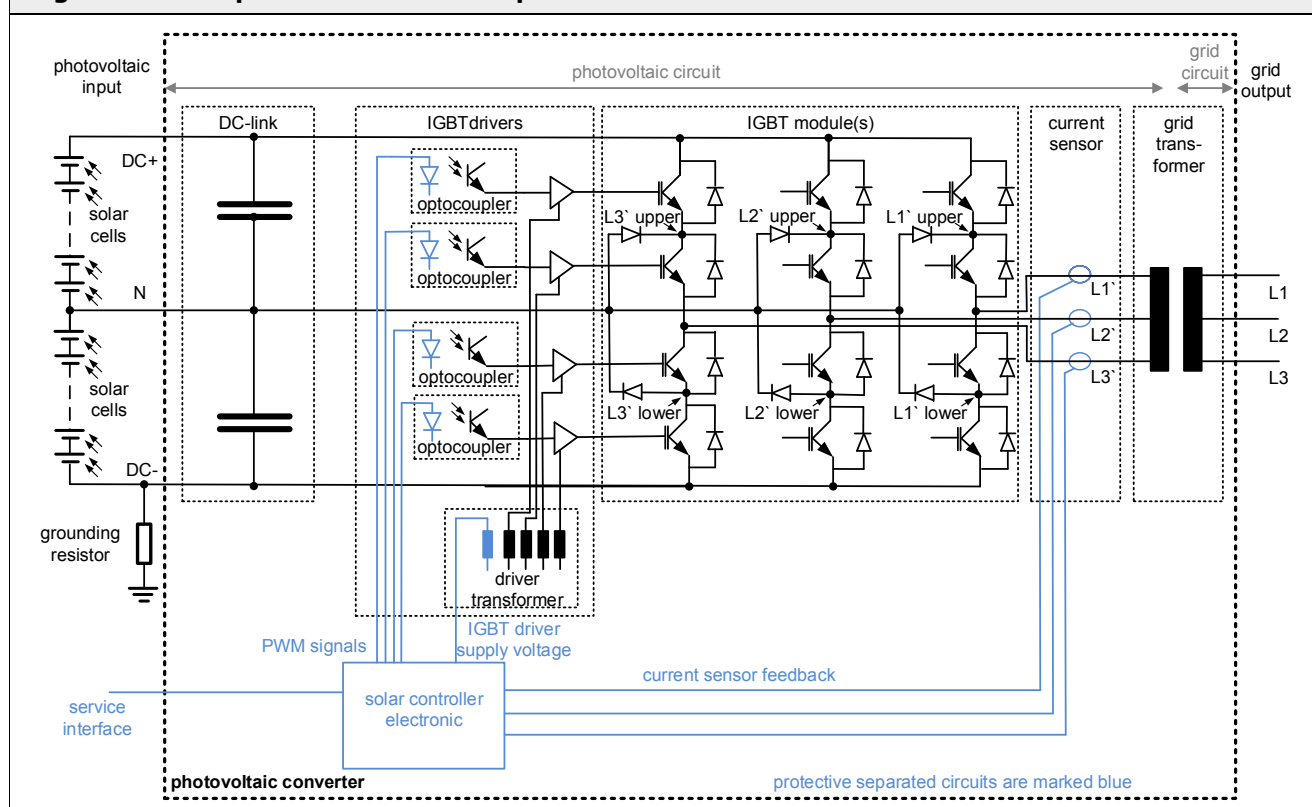 photovoltaic
input
photovoltaic circuit
grid
circuit
grid
output
DC-link
IGBTdrivers
IGBT module(s)
current
sensor
grid
trans-
former
DC+
solar
cells
N
solar
cells
DC-
grounding
resistor
optocoupler
optocoupler
optocoupler
optocoupler
L3` upper
L2` upper
L1` upper
L3` lower
L2` lower
L1` lower
L1`
L2`
L3`
L1
L2
L3
driver
transformer
PWM signals
IGBT driver
supply voltage
current sensor feedback
solar controller
electronic
service
interface
photovoltaic converter
protective separated circuits are marked blue